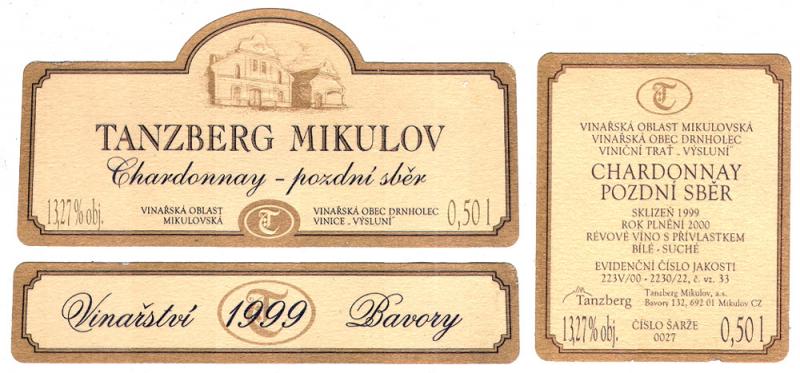 TANZBERG MIKULOV
Chardonnay - pozdní sběr
13,27% obj.
VINAŘSKÁ OBLAST
MIKULOVSKÁ
T
VINAŘSKÁ OBEC DRNHOLEC
VINICE „VÝSLUNÍ"
0,50 l
Vinařství 1999 Bavory
T
T
VINAŘSKÁ OBLAST MIKULOVSKÁ
VINAŘSKÁ OBEC DRNHOLEC
VINIČNÍ TRAŤ „VÝSLUNÍ"
CHARDONNAY
POZDNÍ SBĚR
SKLIZEŇ 1999
ROK PLNĚNÍ 2000
RÉVOVÉ VÍNO S PŘÍVLASTKEM
BÍLÉ - SUCHÉ
EVIDENČNÍ ČÍSLO JAKOSTI
223V/00 - 2230/22, č. vz. 33
Tanzberg
Tanzberg Mikulov, a.s.
Bavory 132, 692 01 Mikulov CZ
13,27% obj.
ČÍSLO ŠARŽE
0027
0,50 l